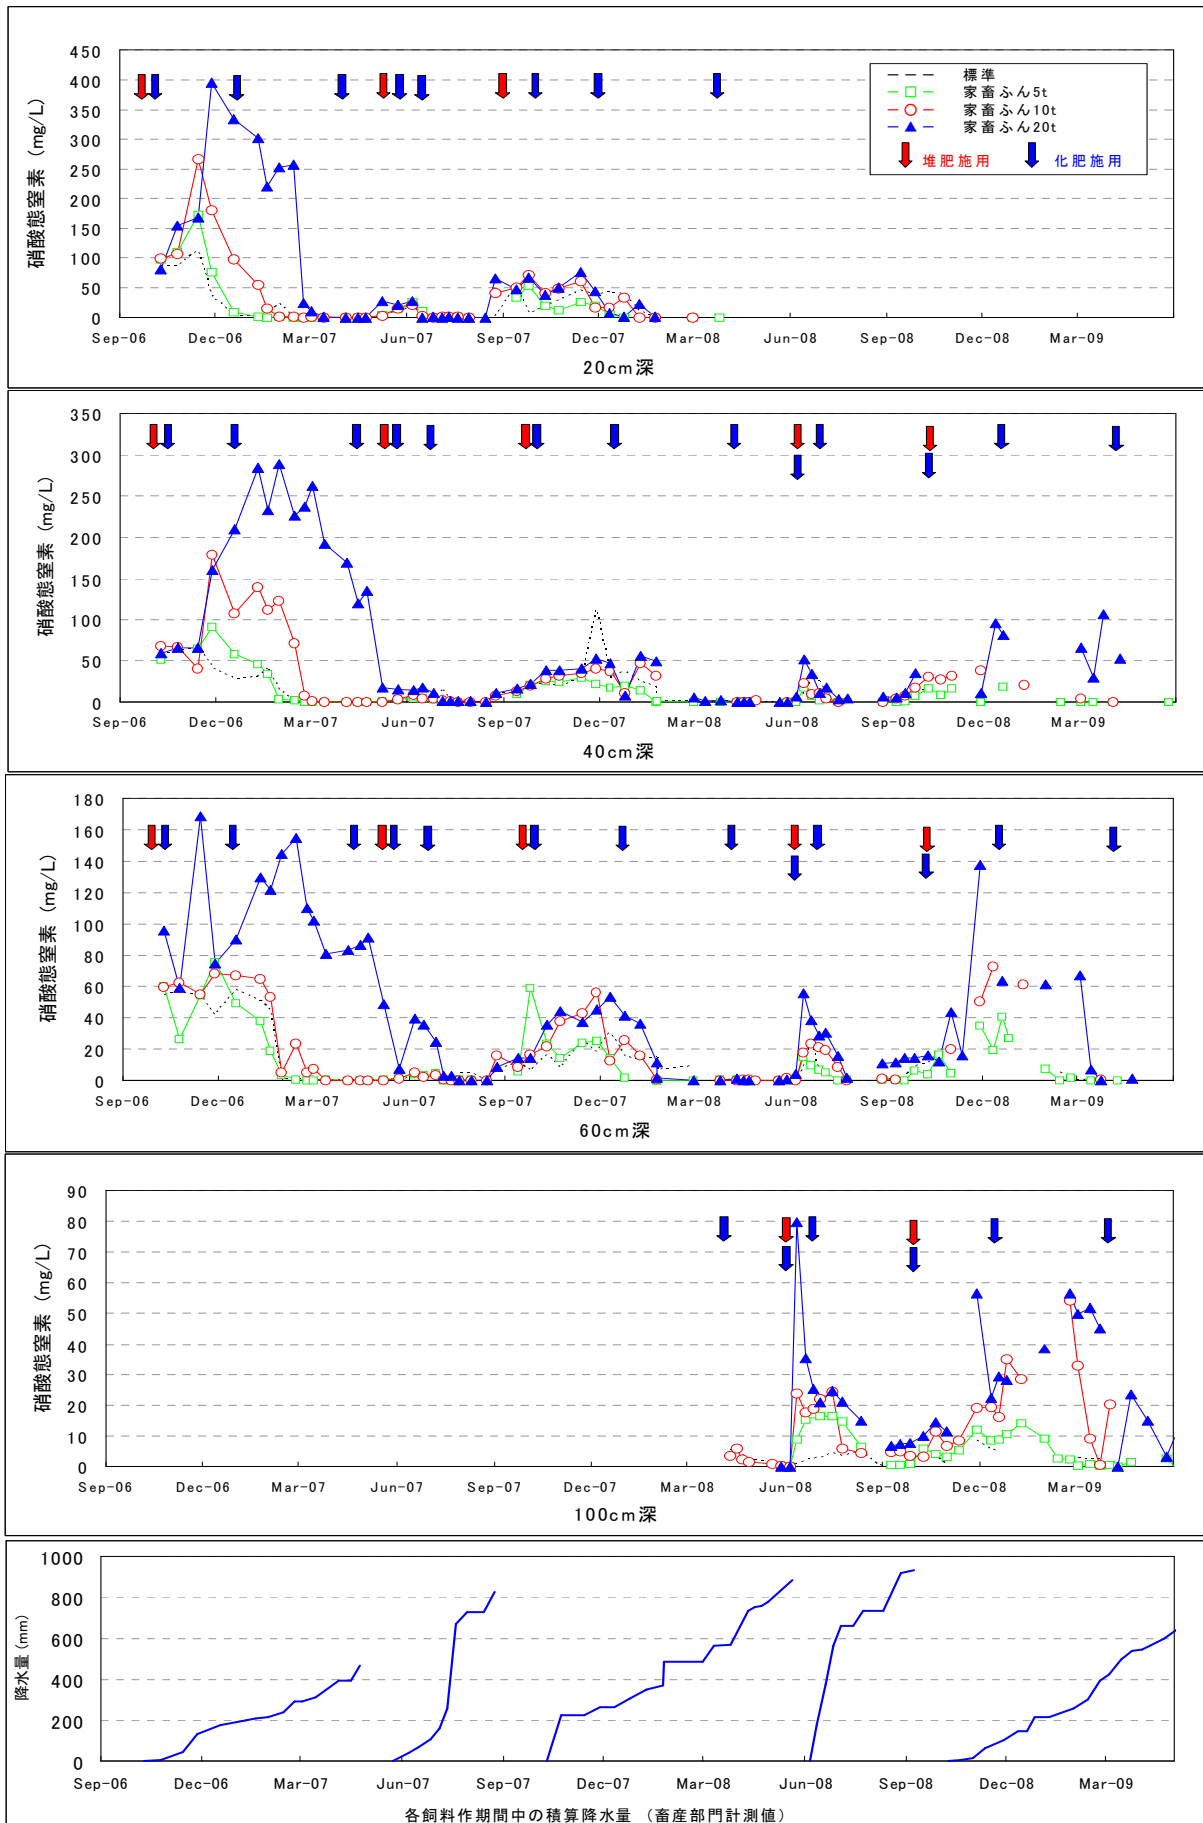 450
400
350
300
250
200
150
100
50
0
硝酸態窒素 (mg/L)
標準
家畜ふん5t
家畜ふん10t
家畜ふん20t
堆肥施用 化肥施用
Sep-06 Dec-06 Mar-07 Jun-07 Sep-07 Dec-07 Mar-08 Jun-08 Sep-08 Dec-08 Mar-09
20cm深
350
300
250
200
150
100
50
0
硝酸態窒素 (mg/L)
Sep-06 Dec-06 Mar-07 Jun-07 Sep-07 Dec-07 Mar-08 Jun-08 Sep-08 Dec-08 Mar-09
40cm深
180
160
140
120
100
80
60
40
20
0
硝酸態窒素 (mg/L)
Sep-06 Dec-06 Mar-07 Jun-07 Sep-07 Dec-07 Mar-08 Jun-08 Sep-08 Dec-08 Mar-09
60cm深
90
80
70
60
50
40
30
20
10
0
硝酸態窒素 (mg/L)
Sep-06 Dec-06 Mar-07 Jun-07 Sep-07 Dec-07 Mar-08 Jun-08 Sep-08 Dec-08 Mar-09
100cm深
1000
800
600
400
200
0
降水量 (mm)
Sep-06 Dec-06 Mar-07 Jun-07 Sep-07 Dec-07 Mar-08 Jun-08 Sep-08 Dec-08 Mar-09
各飼料作期間中の積算降水量 (畜産部門計測値)